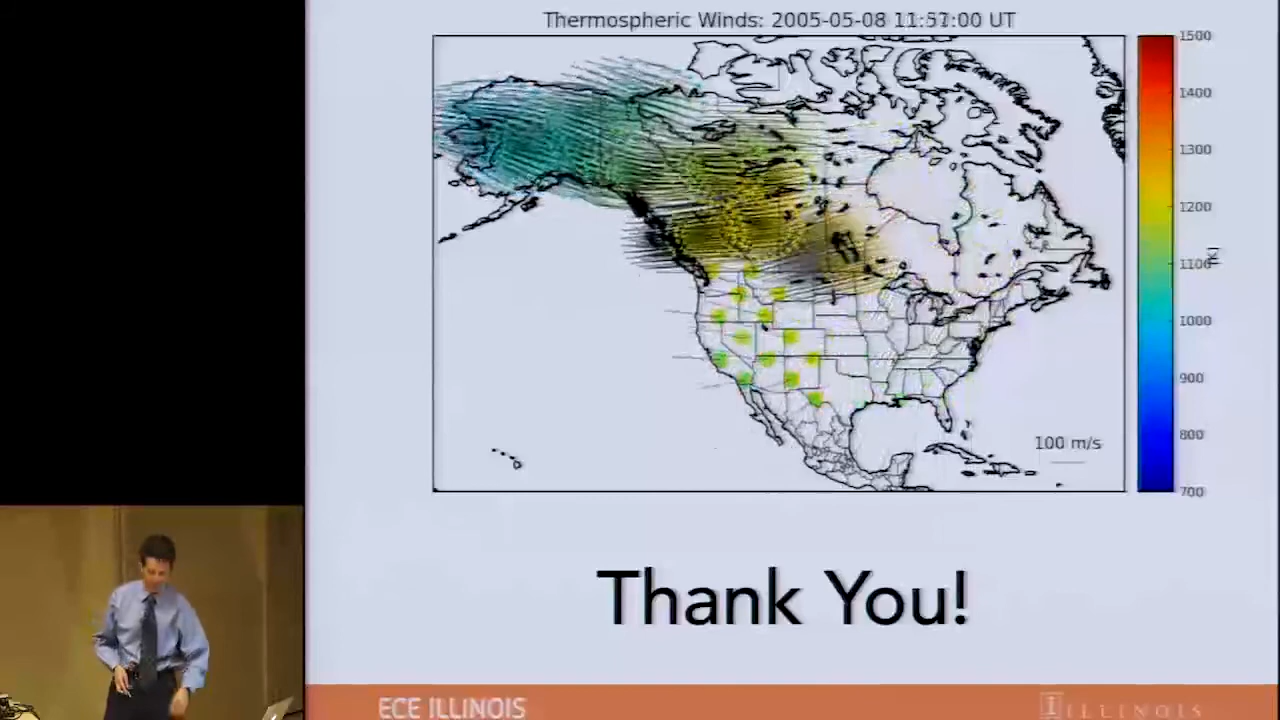 Thermospheric Winds: 2005-05-08 11:57:00 UT
1500
1400
1300
1200
1100
[K]
1000
900
800
700
100 m/s
Thank You!
ECE ILLINOIS
ILLINOIS